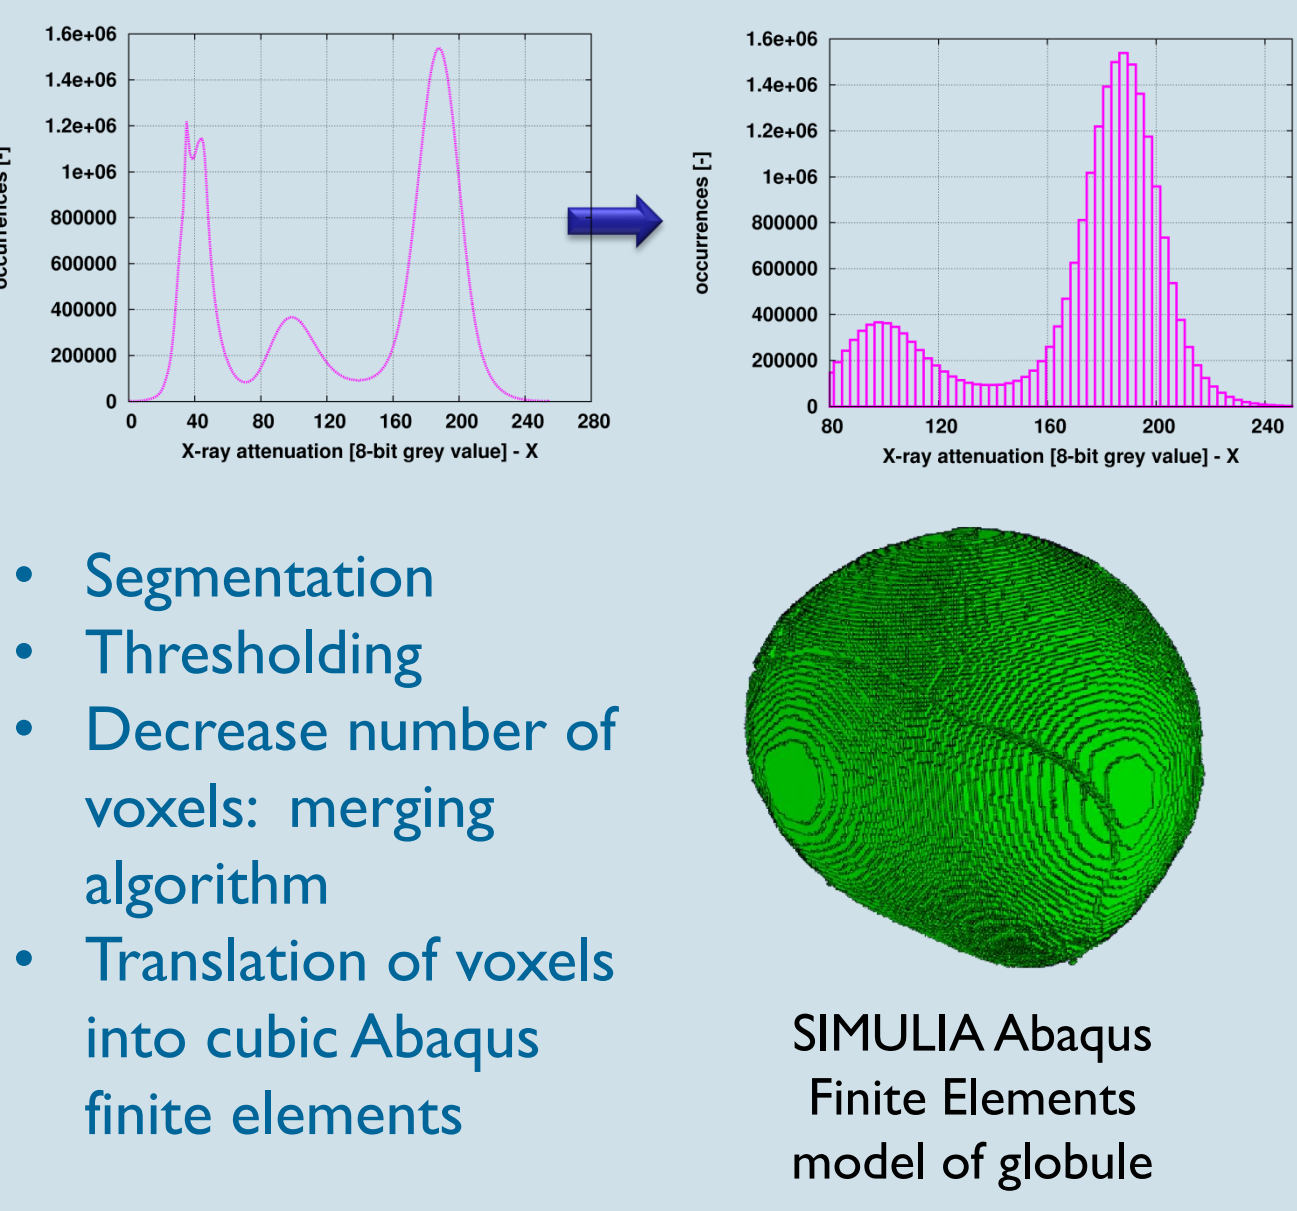 1.6e+06
1.4e+06
1.2e+06
1e+06
800000
600000
400000
200000
0
0 40 80 120 160 200 240 280
X-ray attenuation [8-bit grey value] - X
occurrences [-]
1.6e+06
1.4e+06
1.2e+06
1e+06
800000
600000
400000
200000
0
80 120 160 200 240
X-ray attenuation [8-bit grey value] - X
occurrences [-]
• Segmentation
• Thresholding
• Decrease number of
voxels: merging
algorithm
• Translation of voxels
into cubic Abaqus
finite elements
SIMULIA Abaqus
Finite Elements
model of globule